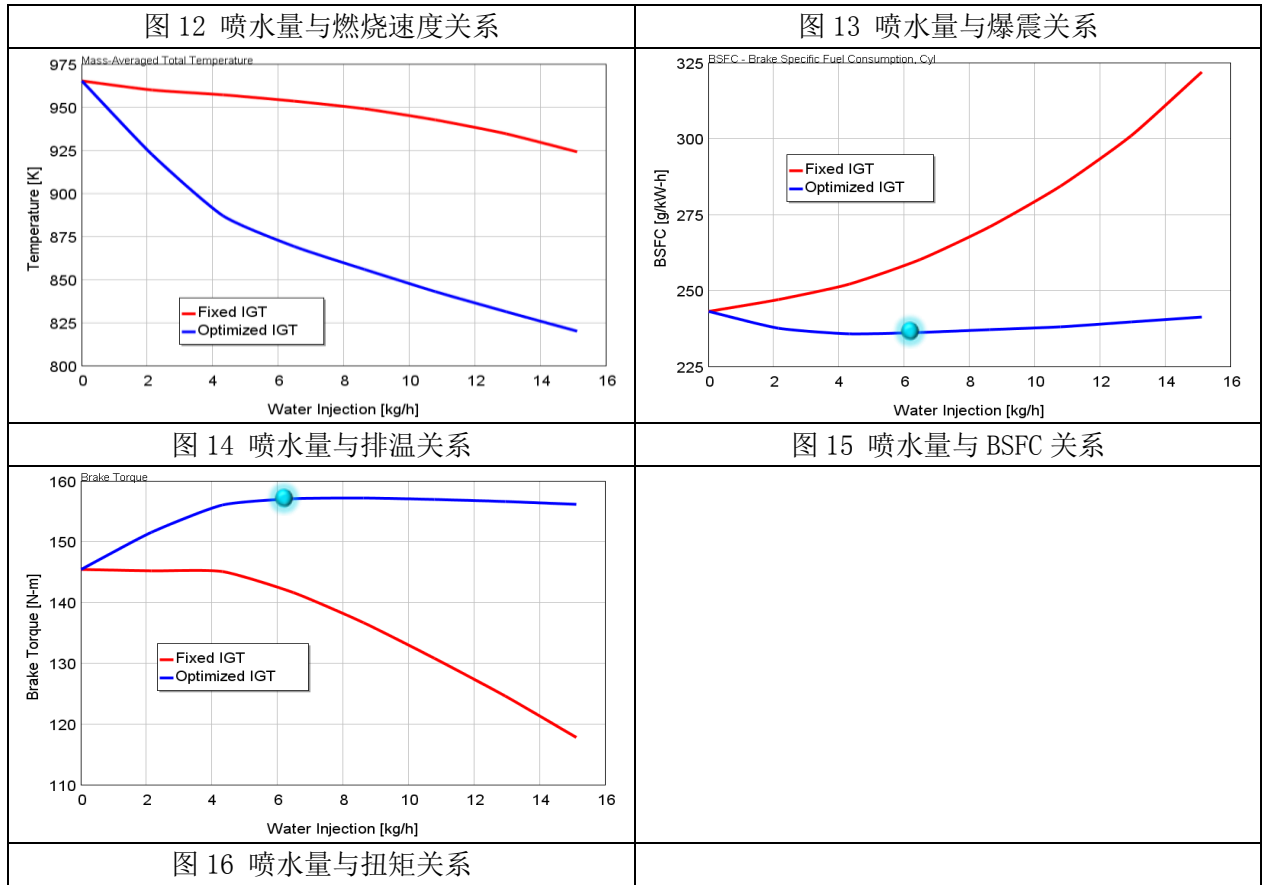 图 12 喷水量与燃烧速度关系
图 13 喷水量与爆震关系
Mass-Averaged Total Temperature
975
950
925
900
875
850
825
800
Temperature [K]
Fixed IGT
Optimized IGT
0 2 4 6 8 10 12 14 16
Water Injection [kg/h]
BSFC - Brake Specific Fuel Consumption, Cyl
325
300
275
250
225
BSFC [g/kW-h]
Fixed IGT
Optimized IGT
0 2 4 6 8 10 12 14 16
Water Injection [kg/h]
图 14 喷水量与排温关系
图 15 喷水量与 BSFC 关系
Brake Torque
160
150
140
130
120
110
Brake Torque [N-m]
Fixed IGT
Optimized IGT
0 2 4 6 8 10 12 14 16
Water Injection [kg/h]
图 16 喷水量与扭矩关系